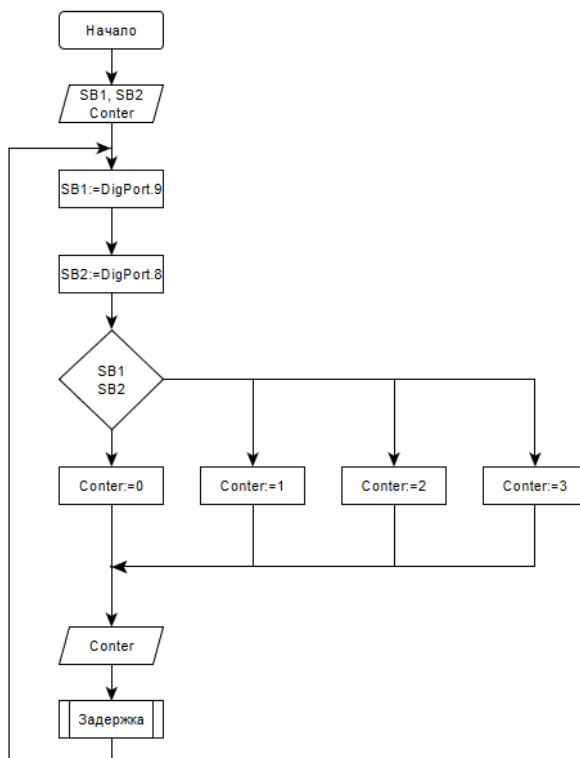 Начало
SB1, SB2
Conter
SB1:=DigPort.9
SB2:=DigPort.8
SB1
SB2
Conter:=0
Conter:=1
Conter:=2
Conter:=3
Conter
Задержка